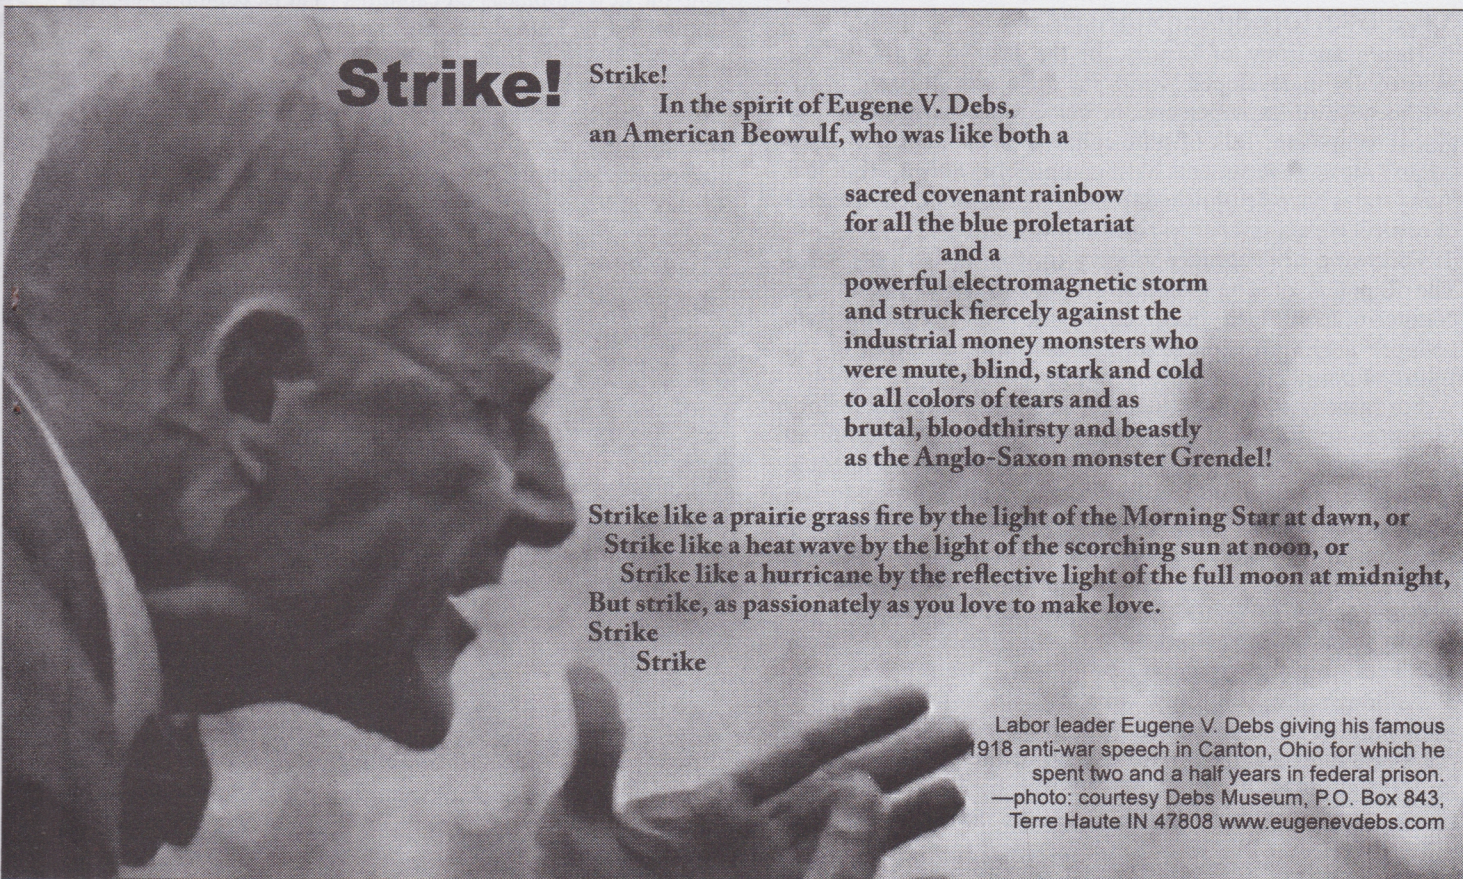 Strike!
Strike!
In the spirit of Eugene V. Debs,
an American Beowulf, who was like both a
sacred covenant rainbow
for all the blue proletariat
and a
powerful electromagnetic storm
and struck fiercely against the
industrial money monsters who
were mute, blind, stark and cold
to all colors of tears and as
brutal, bloodthirsty and beastly
as the Anglo-Saxon monster Grendel!
Strike like a prairie grass fire by the light of the Morning Star at dawn, or
Strike like a heat wave by the light of the scorching sun at noon, or
Strike like a hurricane by the reflective light of the full moon at midnight,
But strike, as passionately as you love to make love.
Strike
Strike
Labor leader Eugene V. Debs giving his famous
1918 anti-war speech in Canton, Ohio for which he
spent two and a half years in federal prison.
—photo: courtesy Debs Museum, P.O. Box 843,
Terre Haute IN 47808 www.eugenevdebs.com